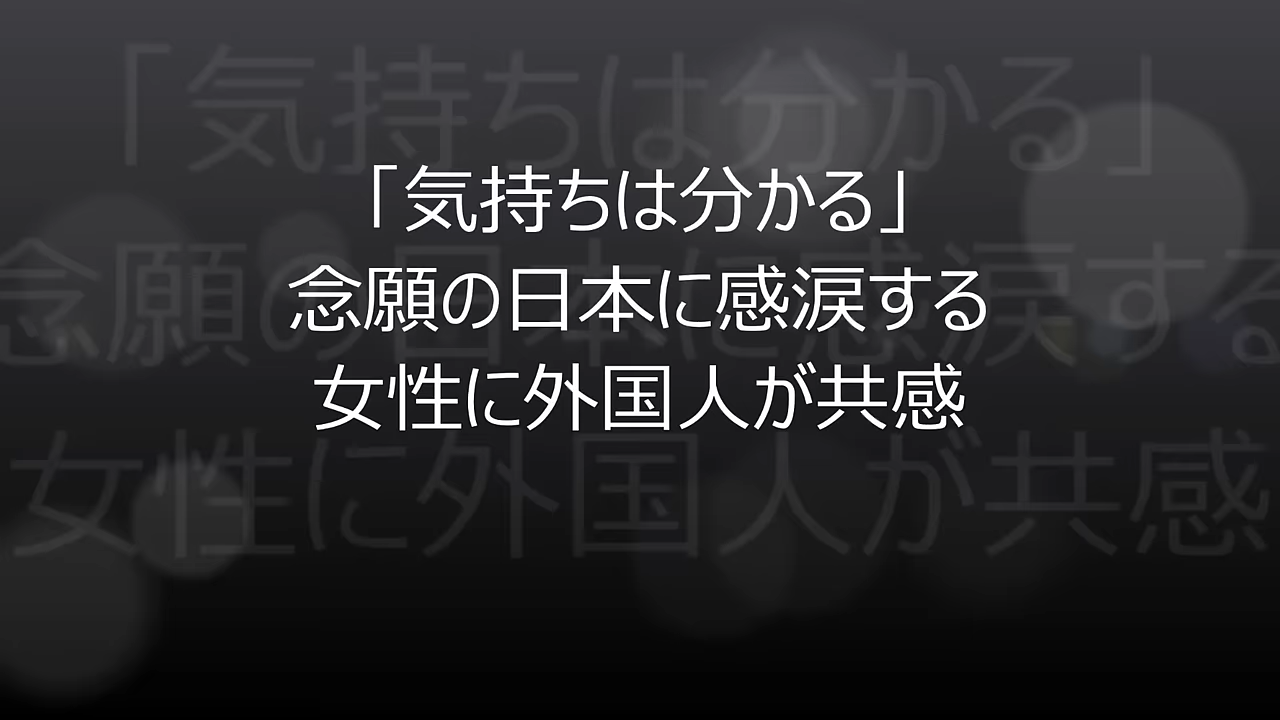 「気持ちは分かる」
念願の日本に感涙する
女性に外国人が共感